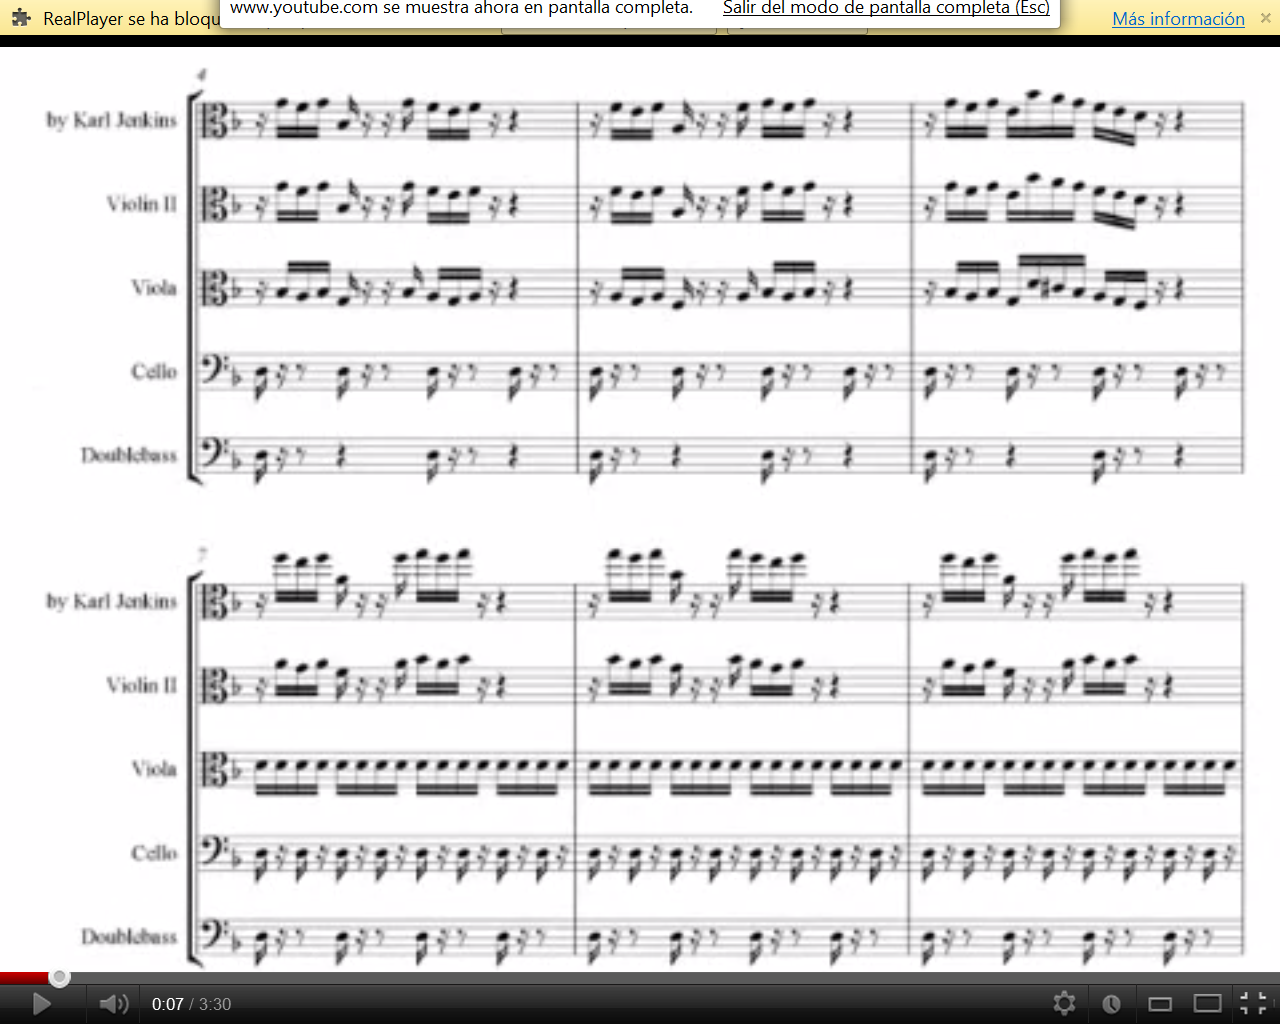 RealPlayer se ha bloqu
www.youtube.com se muestra ahora en pantalla completa. Salir del modo de pantalla completa (Esc)
Más información
4
by Karl Jenkins
Violin II
Viola
Cello
Doublebass
7
by Karl Jenkins
Violin II
Viola
Cello
Doublebass
0:07 / 3:30